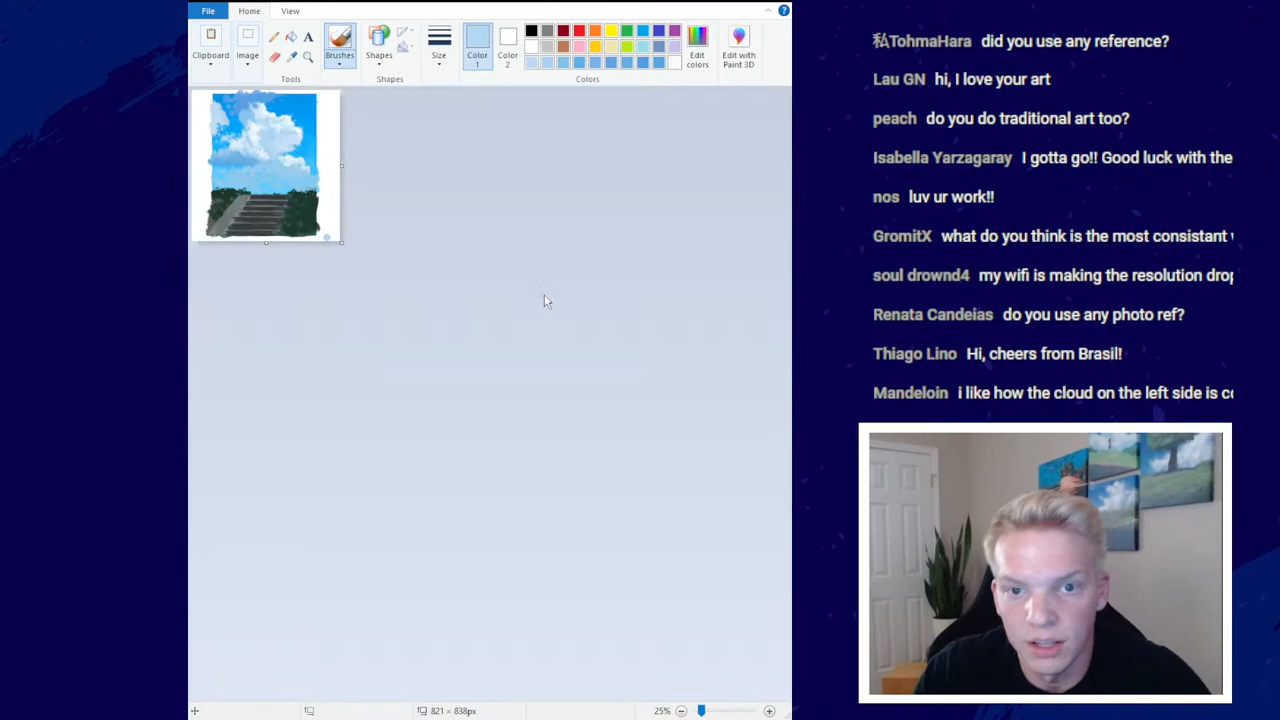 File Home View
Clipboard Image Tools Brushes Shapes Shapes Size Color 1 Color 2 Colors Edit colors Edit with Paint 3D
A
821 × 838px
25%
私TohmaHara did you use any reference?
Lau GN hi, I love your art
peach do you do traditional art too?
Isabella Yarzagaray I gotta go!! Good luck with the
nos luv ur work!!
GromitX what do you think is the most consistant
soul drownd4 my wifi is making the resolution drop
Renata Candeias do you use any photo ref?
Thiago Lino Hi, cheers from Brasil!
Mandeloin i like how the cloud on the left side is